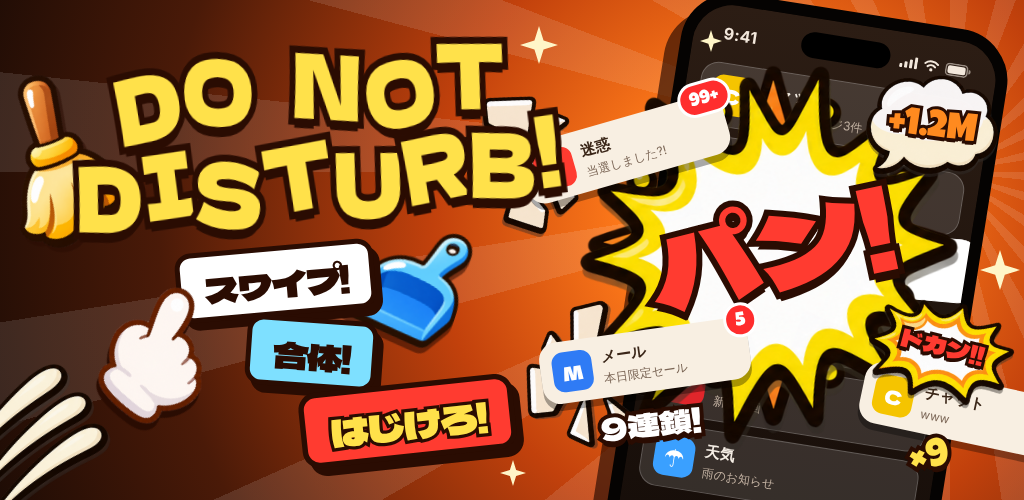 DO NOT
DISTURB!
スワイプ!
合体!
はじけろ!
9:41
99+
迷惑
当選しました?!
3件
+1.2M
パン!
5
M
メール
本日限定セール
ドカン!!
C
チャット
www
9連鎖!
+9
天気
雨のお知らせ